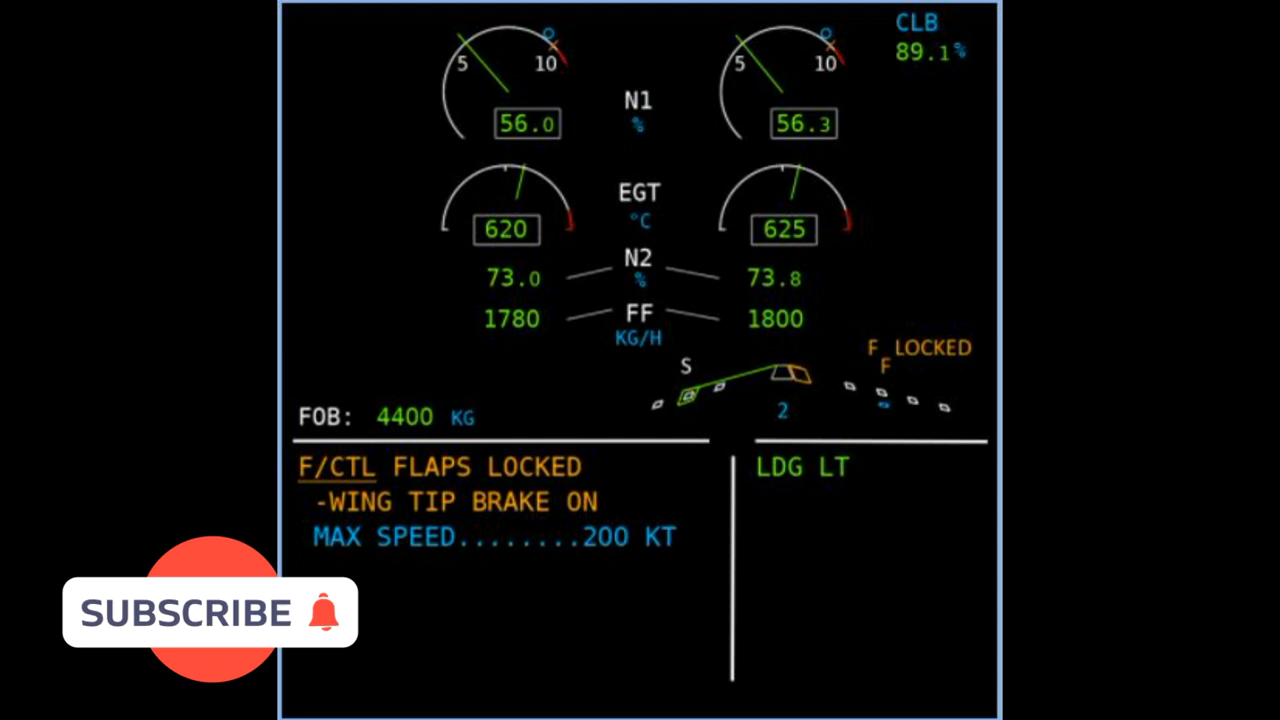 CLB
89.1%
5 10 5 10
N1
%
56.0 56.3
EGT
°C
620 625
N2
73.0 % 73.8
1780 FF 1800
KG/H
F LOCKED
S F
2
FOB: 4400 KG
F/CTL FLAPS LOCKED
-WING TIP BRAKE ON
MAX SPEED........200 KT
LDG LT
SUBSCRIBE